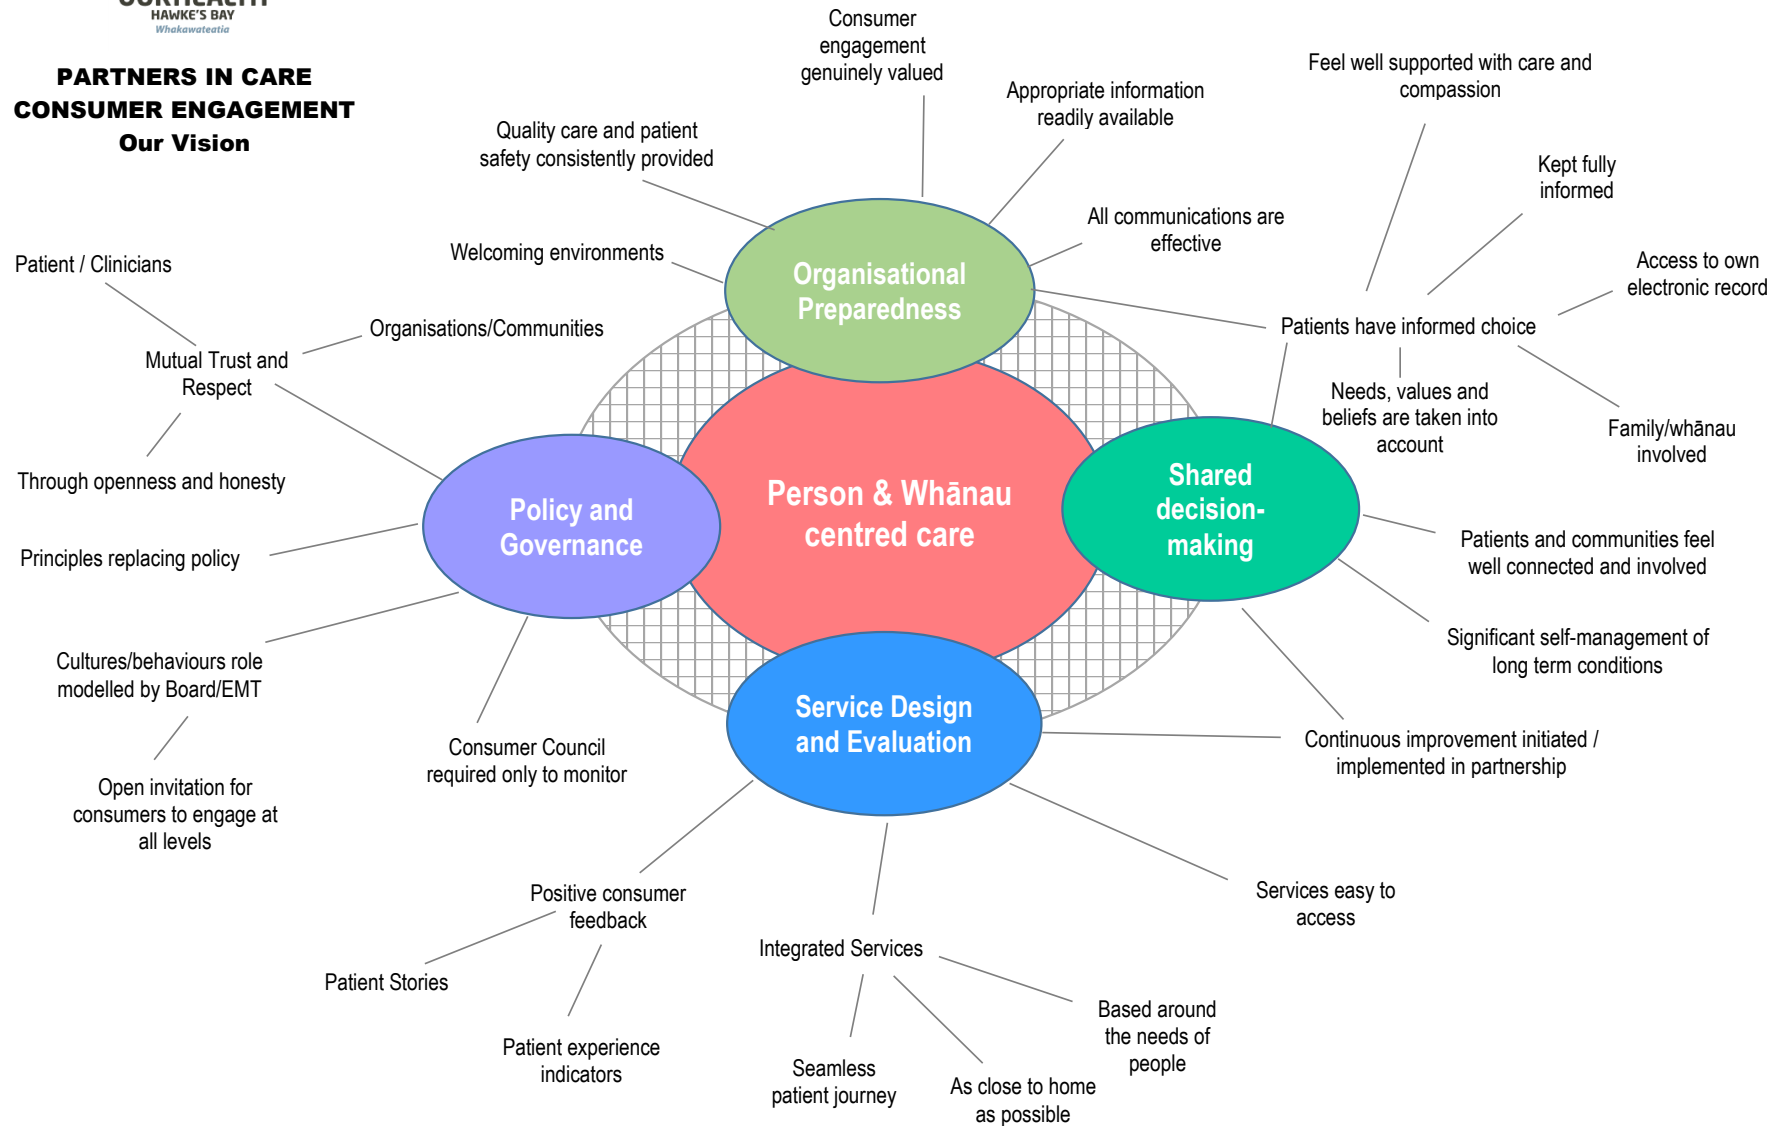 HAWKE'S BAY
Whakawateatia
PARTNERS IN CARE
CONSUMER ENGAGEMENT
Our Vision
Consumer
engagement
genuinely valued
Appropriate information
readily available
Feel well supported with care and
compassion
Quality care and patient
safety consistently provided
Kept fully
informed
All communications are
effective
Welcoming environments
Access to own
electronic record
Patient / Clinicians
Organisational
Preparedness
Organisations/Communities
Patients have informed choice
Mutual Trust and
Respect
Needs, values and
beliefs are taken into
account
Family/whānau
involved
Through openness and honesty
Policy and
Governance
Person & Whānau
centred care
Shared
decision-
making
Principles replacing policy
Patients and communities feel
well connected and involved
Significant self-management of
long term conditions
Cultures/behaviours role
modelled by Board/EMT
Service Design
and Evaluation
Consumer Council
required only to monitor
Continuous improvement initiated /
implemented in partnership
Open invitation for
consumers to engage at
all levels
Positive consumer
feedback
Services easy to
access
Integrated Services
Patient Stories
Based around
the needs of
people
Patient experience
indicators
Seamless
patient journey
As close to home
as possible